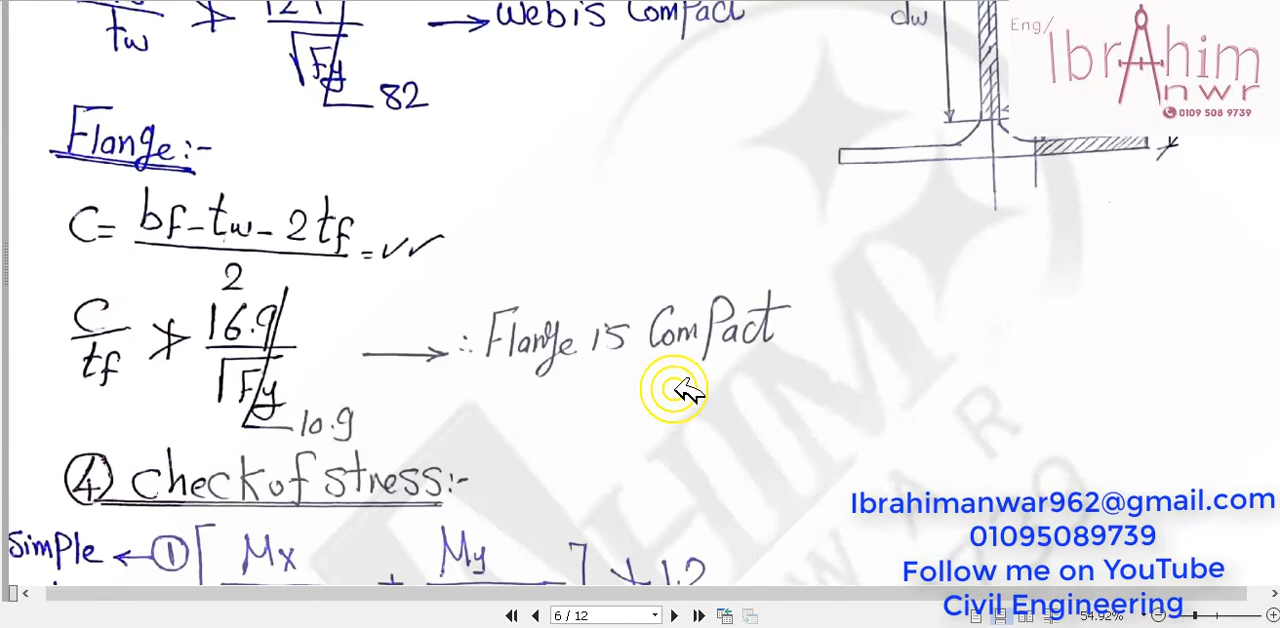 tw ≯ 127 → Web is Compact
√Fy
82
dw
Eng/
IbrAhim
Anwr
0109 508 9739
Flange:-
C= bf-tw-2tf = ✓✓
2
C ≯ 16.9 → ∴ Flange is ComPact
tf √Fy
10.9
④ check of stress:-
Simple ← ① [ Mx + My ] ≯ 1.2
Ibrahimanwar962@gmail.com
01095089739
Follow me on YouTube
Civil Engineering
6 / 12
54.92%